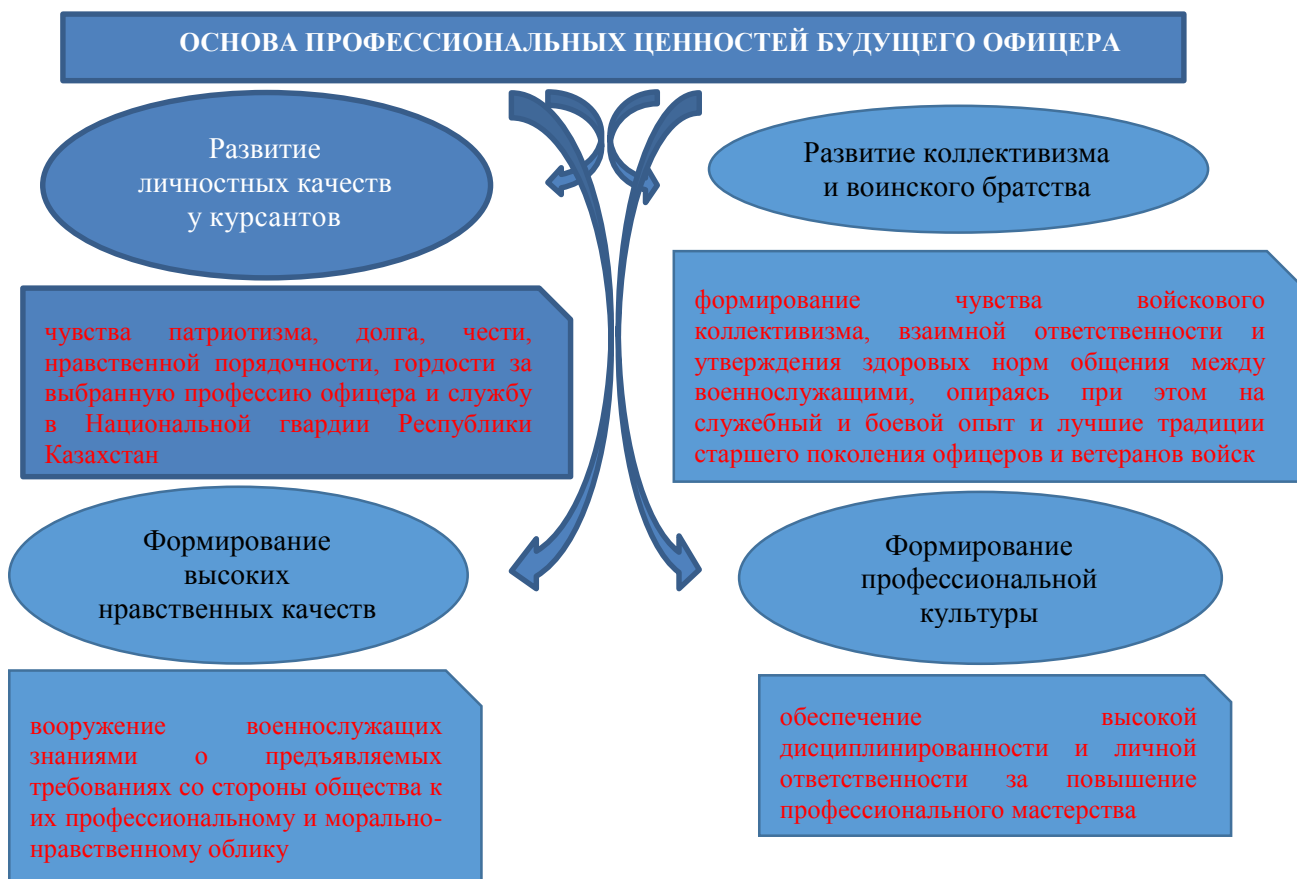 ОСНОВА ПРОФЕССИОНАЛЬНЫХ ЦЕННОСТЕЙ БУДУЩЕГО ОФИЦЕРА
Развитие
личностных качеств
у курсантов
чувства патриотизма, долга, чести,
нравственной порядочности, гордости за
выбранную профессию офицера и службу
в Национальной гвардии Республики
Казахстан
Развитие коллективизма
и воинского братства
формирование чувства войскового
коллективизма, взаимной ответственности и
утверждения здоровых норм общения между
военнослужащими, опираясь при этом на
служебный и боевой опыт и лучшие традиции
старшего поколения офицеров и ветеранов войск
Формирование
высоких
нравственных качеств
вооружение военнослужащих
знаниями о предъявляемых
требованиях со стороны общества к
их профессиональному и морально-
нравственному облику
Формирование
профессиональной
культуры
обеспечение высокой
дисциплинированности и личной
ответственности за повышение
профессионального мастерства